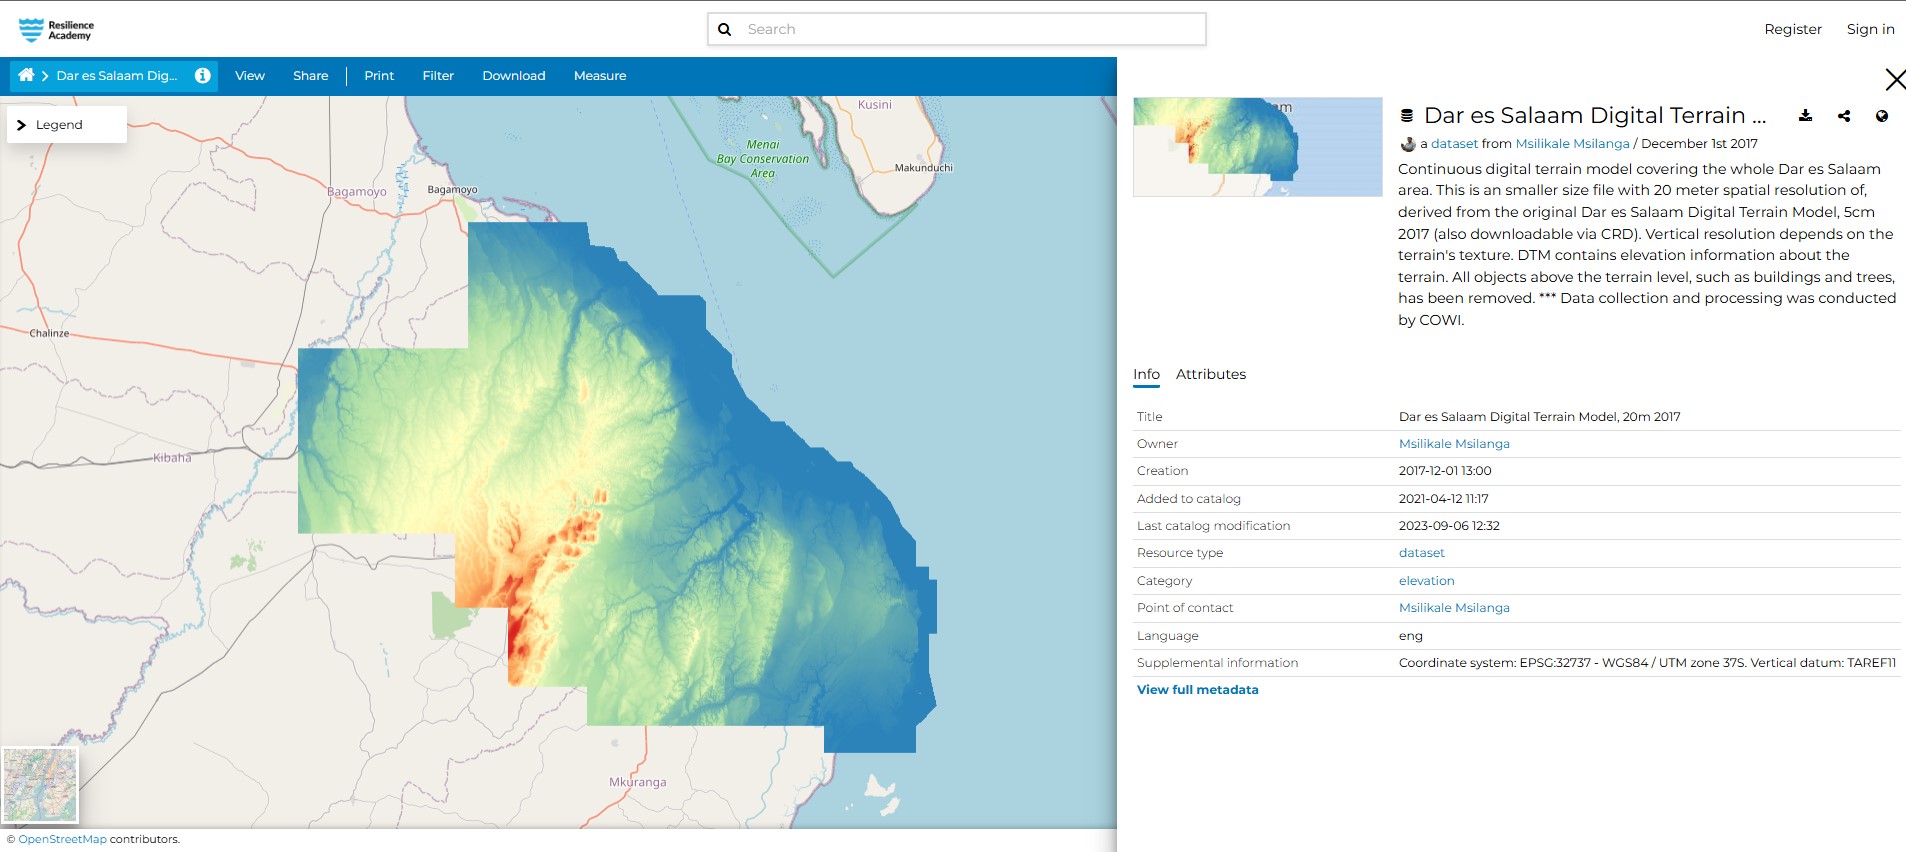 Resilience
Academy
Search
Register
Sign in
Dar es Salaam Dig...
View
Share
Print
Filter
Download
Measure
Legend
Kusini
Menai
Bay Conservation
Area
Makunduchi
Bagamoyo
Bagamoyo
Chalinze
Kibaha
Mkuranga
© OpenStreetMap contributors.
am
Dar es Salaam Digital Terrain ...
a dataset from Msilikale Msilanga / December 1st 2017
Continuous digital terrain model covering the whole Dar es Salaam
area. This is an smaller size file with 20 meter spatial resolution of,
derived from the original Dar es Salaam Digital Terrain Model, 5cm
2017 (also downloadable via CRD). Vertical resolution depends on the
terrain's texture. DTM contains elevation information about the
terrain. All objects above the terrain level, such as buildings and trees,
has been removed. *** Data collection and processing was conducted
by COWI.
Info
Attributes
Title Dar es Salaam Digital Terrain Model, 20m 2017
Owner Msilikale Msilanga
Creation 2017-12-01 13:00
Added to catalog 2021-04-12 11:17
Last catalog modification 2023-09-06 12:32
Resource type dataset
Category elevation
Point of contact Msilikale Msilanga
Language eng
Supplemental information Coordinate system: EPSG:32737 - WGS84 / UTM zone 37S. Vertical datum: TAREF11
View full metadata